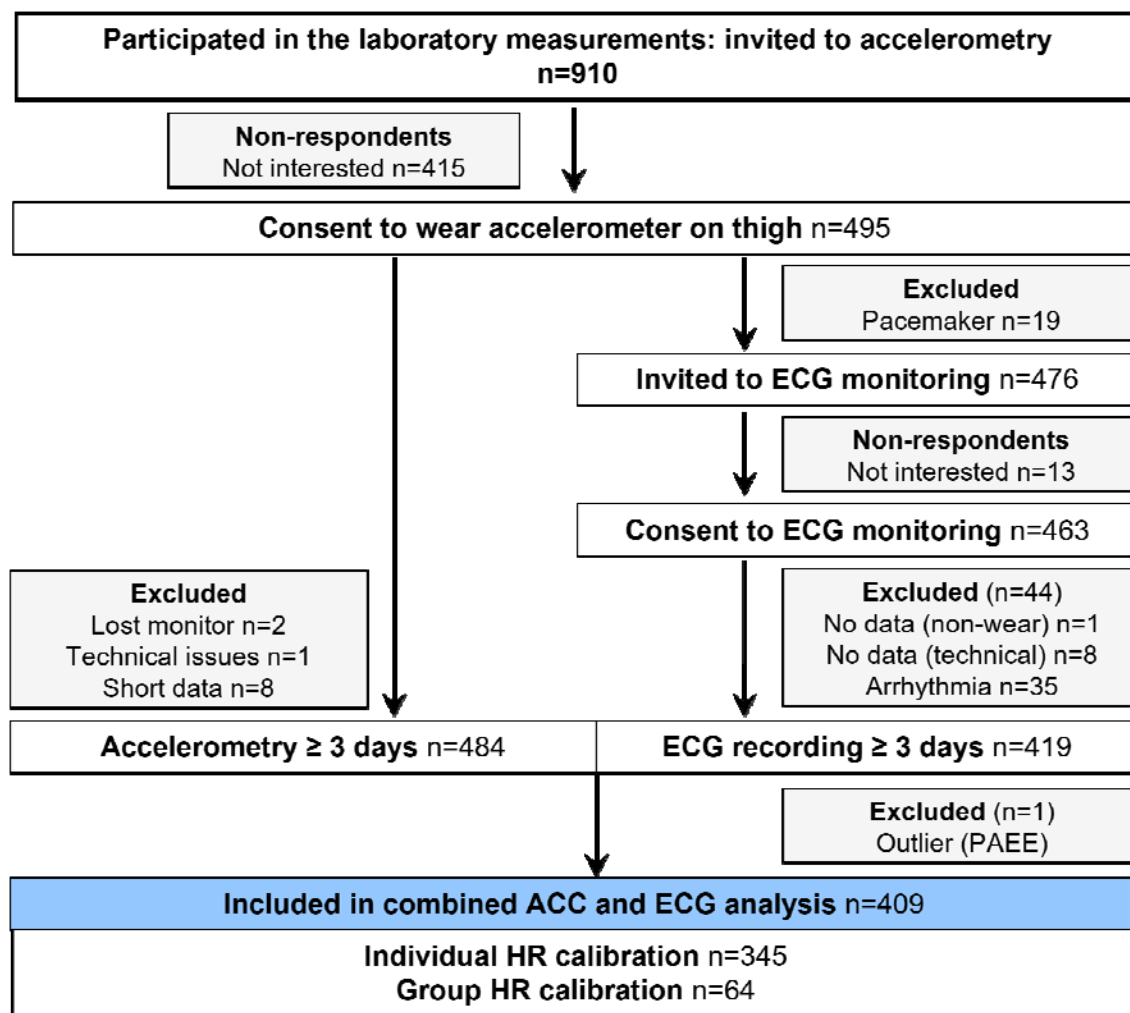 Participated in the laboratory measurements: invited to accelerometry
n=910
Non-respondents
Not interested n=415
Consent to wear accelerometer on thigh n=495
Excluded
Pacemaker n=19
Invited to ECG monitoring n=476
Non-respondents
Not interested n=13
Consent to ECG monitoring n=463
Excluded
Lost monitor n=2
Technical issues n=1
Short data n=8
Excluded (n=44)
No data (non-wear) n=1
No data (technical) n=8
Arrhythmia n=35
Accelerometry ≥ 3 days n=484
ECG recording ≥ 3 days n=419
Excluded (n=1)
Outlier (PAEE)
Included in combined ACC and ECG analysis n=409
Individual HR calibration n=345
Group HR calibration n=64